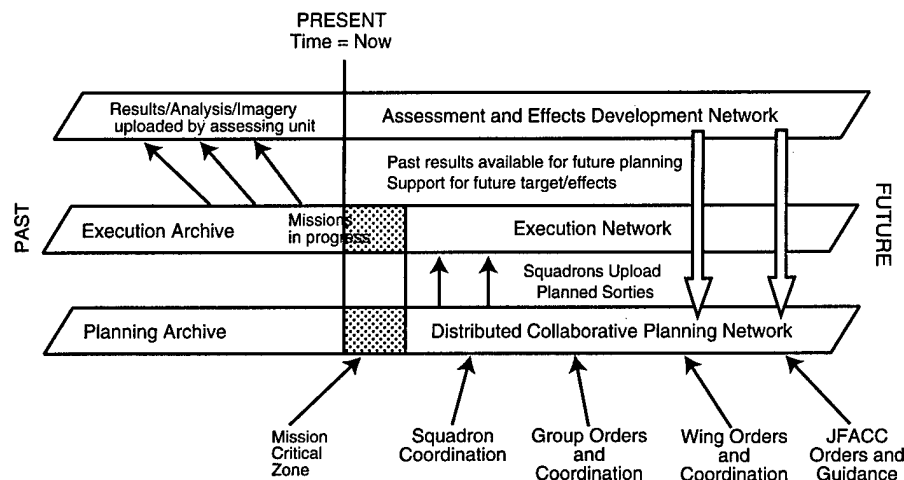 PRESENT
Time = Now
Results/Analysis/Imagery
uploaded by assessing unit
Assessment and Effects Development Network
Past results available for future planning
Support for future target/effects
PAST
FUTURE
Execution Archive
Missions
in progress
Execution Network
Squadrons Upload
Planned Sorties
Planning Archive
Distributed Collaborative Planning Network
Mission
Critical
Zone
Squadron
Coordination
Group Orders
and
Coordination
Wing Orders
and
Coordination
JFACC
Orders and
Guidance